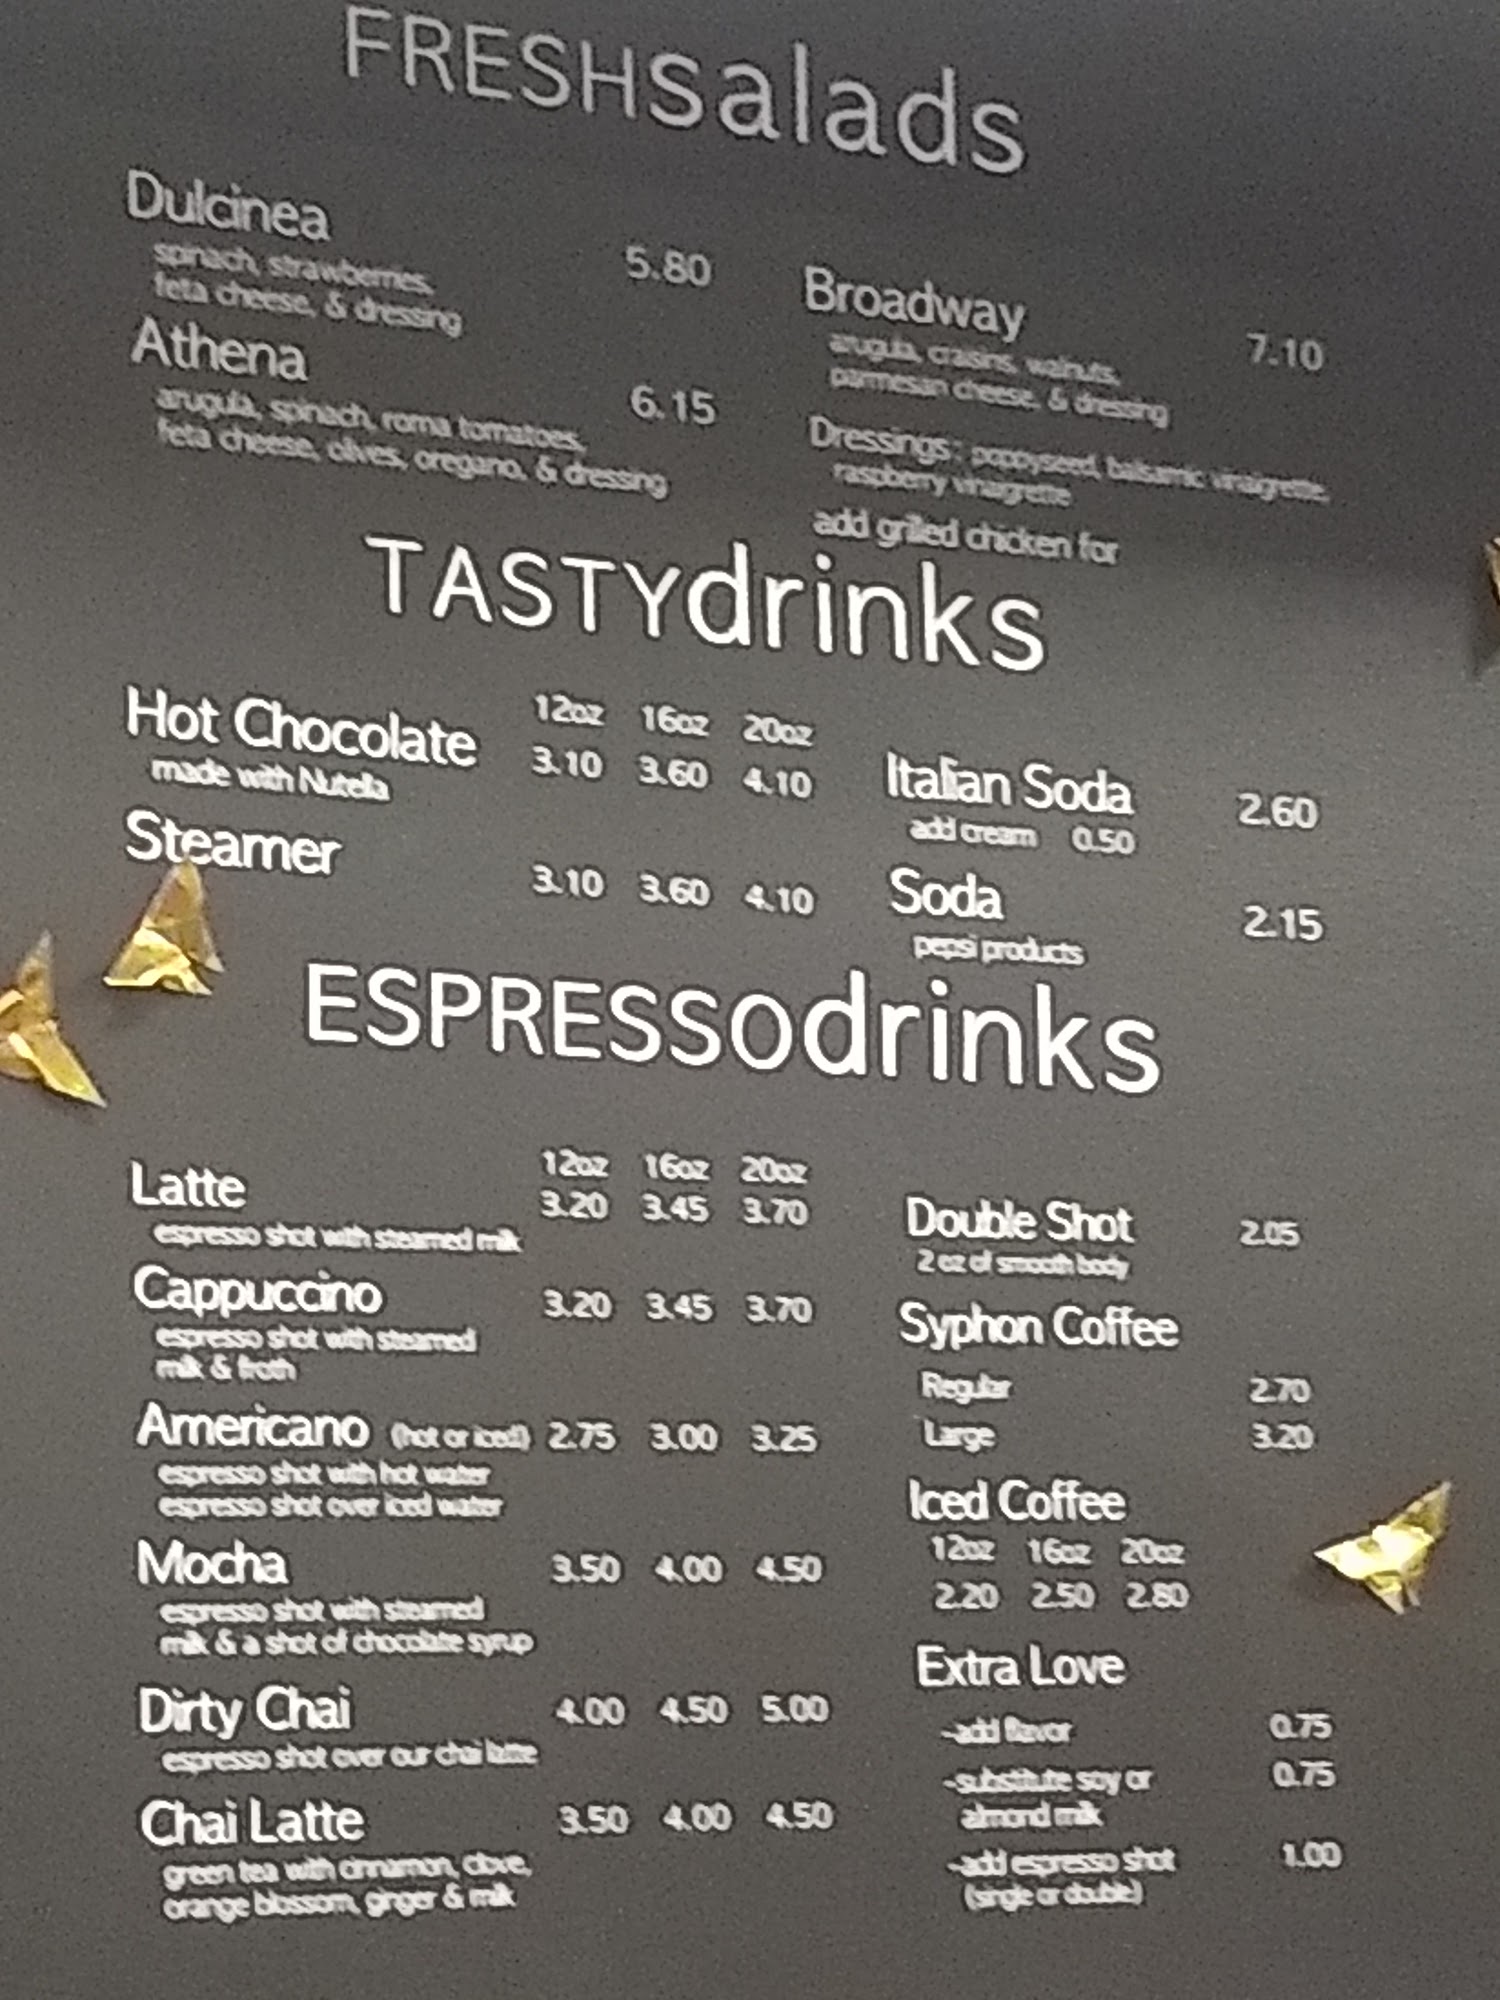 FRESHsalads
Dulcinea 5.80
spinach, strawberries,
feta cheese, & dressing
Athena 6.15
arugula, spinach, roma tomatoes,
feta cheese, olives, oregano, & dressing
Broadway 7.10
arugula, craisins, walnuts,
parmesan cheese, & dressing
Dressings: poppyseed, balsamic vinaigrette,
raspberry vinaigrette
add grilled chicken for
TASTYdrinks
12oz 16oz 20oz
Hot Chocolate 3.10 3.60 4.10
made with Nutella
Steamer 3.10 3.60 4.10
Italian Soda 2.60
add cream 0.50
Soda 2.15
pepsi products
ESPRESSOdrinks
12oz 16oz 20oz
Latte 3.20 3.45 3.70
espresso shot with steamed milk
Cappuccino 3.20 3.45 3.70
espresso shot with steamed
milk & froth
Americano (hot or iced) 2.75 3.00 3.25
espresso shot with hot water
espresso shot over iced water
Mocha 3.50 4.00 4.50
espresso shot with steamed
milk & a shot of chocolate syrup
Dirty Chai 4.00 4.50 5.00
espresso shot over our chai latte
Chai Latte 3.50 4.00 4.50
green tea with cinnamon, clove,
orange blossom, ginger & milk
Double Shot 2.05
2 oz of smooth body
Syphon Coffee
Regular 2.70
Large 3.20
Iced Coffee
12oz 16oz 20oz
2.20 2.50 2.80
Extra Love
-add flavor 0.75
-substitute soy or 0.75
almond milk
-add espresso shot 1.00
(single or double)